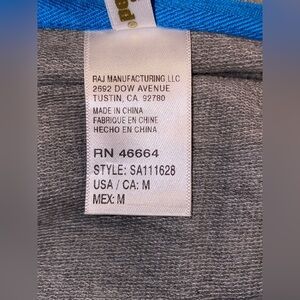 RAJ MANUFACTURING LLC
2692 DOW AVENUE
TUSTIN, CA. 92780
MADE IN CHINA
FABRIQUE EN CHINE
HECHO EN CHINA
RN 46664
STYLE: SA111628
USA / CA: M
MEX: M